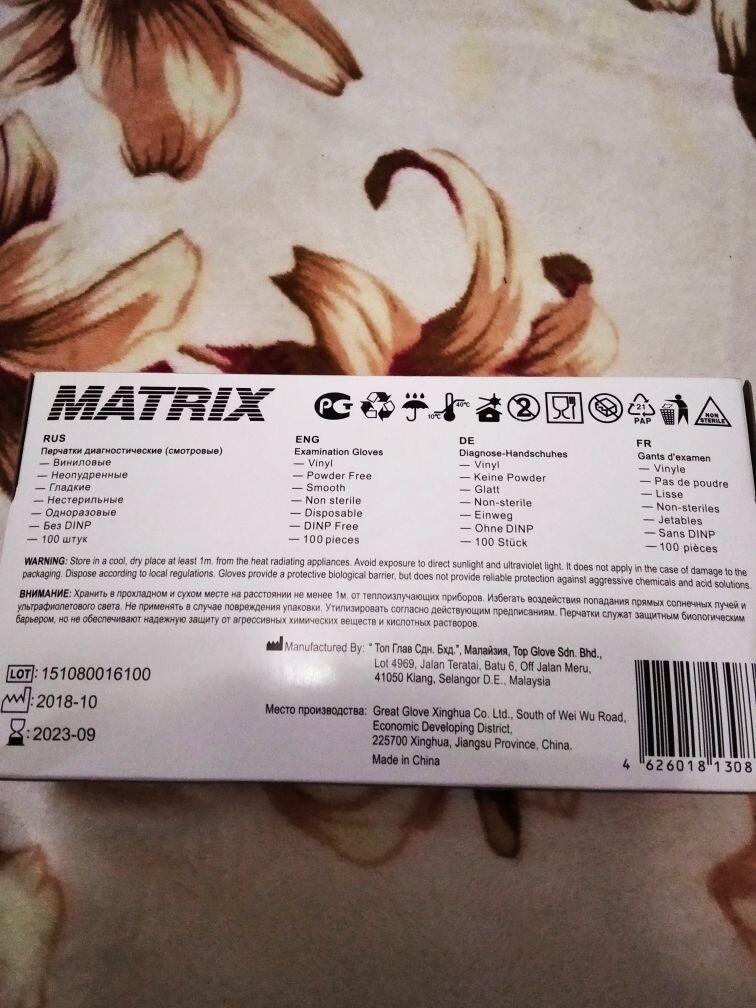 MATRIX
10°C
40°C
2
21
PAP
NON
STERILE
RUS
Перчатки диагностические (смотровые)
— Виниловые
— Неопудренные
— Гладкие
— Нестерильные
— Одноразовые
— Без DINP
— 100 штук
ENG
Examination Gloves
— Vinyl
— Powder Free
— Smooth
— Non sterile
— Disposable
— DINP Free
— 100 pieces
DE
Diagnose-Handschuhes
— Vinyl
— Keine Powder
— Glatt
— Non-sterile
— Einweg
— Ohne DINP
— 100 Stück
FR
Gants d'examen
— Vinyle
— Pas de poudre
— Lisse
— Non-steriles
— Jetables
— Sans DINP
— 100 pièces
WARNING: Store in a cool, dry place at least 1m. from the heat radiating appliances. Avoid exposure to direct sunlight and ultraviolet light. It does not apply in the case of damage to the
packaging. Dispose according to local regulations. Gloves provide a protective biological barrier, but does not provide reliable protection against aggressive chemicals and acid solutions.
ВНИМАНИЕ: Хранить в прохладном и сухом месте на расстоянии не менее 1м. от теплоизлучающих приборов. Избегать воздействия попадания прямых солнечных лучей и
ультрафиолетового света. Не применять в случае повреждения упаковки. Утилизировать согласно действующим предписаниям. Перчатки служат защитным биологическим
барьером, но не обеспечивают надежную защиту от агрессивных химических веществ и кислотных растворов.
LOT: 151080016100
: 2018-10
: 2023-09
Manufactured By: "Топ Глав Сдн. Бхд.", Малайзия, Top Glove Sdn. Bhd.,
Lot 4969, Jalan Teratai, Batu 6, Off Jalan Meru,
41050 Klang, Selangor D.E., Malaysia
Место производства: Great Glove Xinghua Co. Ltd., South of Wei Wu Road,
Economic Developing District,
225700 Xinghua, Jiangsu Province, China.
Made in China
4 626018 1308